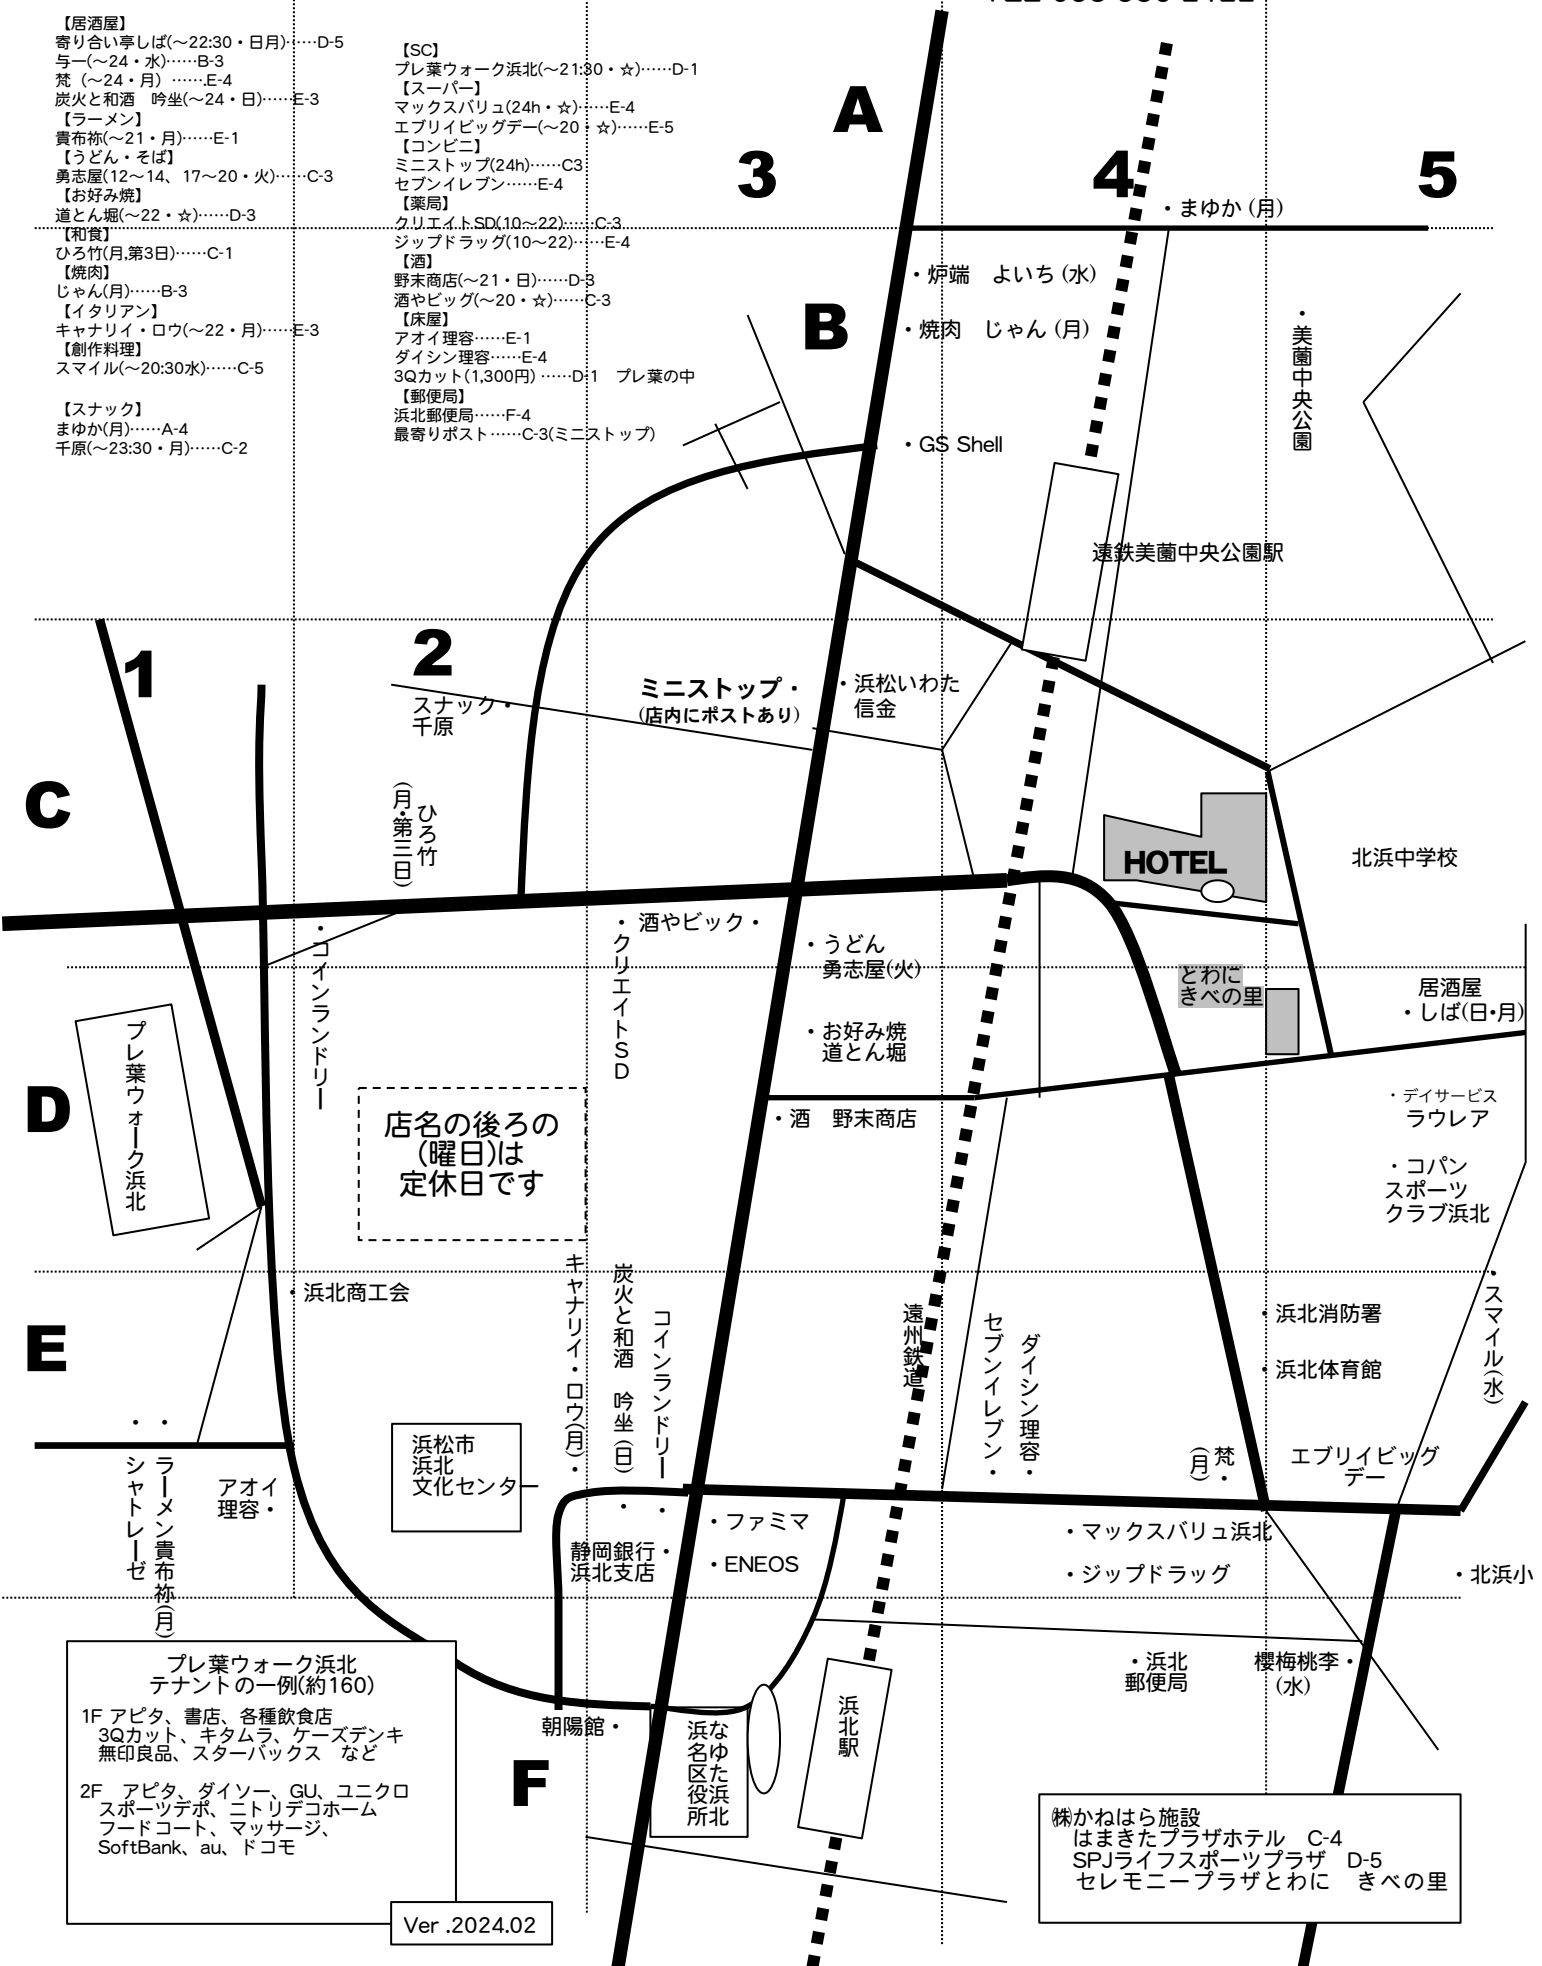 【居酒屋】
寄り合い亭しば(～22:30・日月)……D-5
与一(～24・水)……B-3
梵（～24・月）…….E-4
炭火と和酒　吟坐(～24・日)……E-3
【ラーメン】
貴布祢(～21・月)……E-1
【うどん・そば】
勇志屋(12～14、17～20・火)……C-3
【お好み焼】
道とん堀(～22・☆)……D-3
【和食】
ひろ竹(月,第3日)……C-1
【焼肉】
じゃん(月)……B-3
【イタリアン】
キャナリイ・ロウ(～22・月)……E-3
【創作料理】
スマイル(～20:30水)……C-5
【スナック】
まゆか(月)……A-4
千原(～23:30・月)……C-2
【SC】
プレ葉ウォーク浜北(～21:30・☆)……D-1
【スーパー】
マックスバリュ(24h・☆)……E-4
エブリイビッグデー(～20・☆)……E-5
【コンビニ】
ミニストップ(24h)……C3
セブンイレブン……E-4
【薬局】
クリエイトSD(10～22)……C-3
ジップドラッグ(10～22)……E-4
【酒】
野末商店(～21・日)……D-3
酒やビッグ(～20・☆)……C-3
【床屋】
アオイ理容……E-1
ダイシン理容……E-4
3Qカット(1,300円) ……D-1　プレ葉の中
【郵便局】
浜北郵便局……F-4
最寄りポスト……C-3(ミニストップ)
A
3
4
5
・まゆか (月)
・炉端　よいち (水)
B
・焼肉　じゃん (月)
・美薗中央公園
・GS Shell
遠鉄美薗中央公園駅
1
2
スナック・
千原
ミニストップ・
(店内にポストあり)
・浜松いわた
信金
C
ひろ竹
(月・第三日)
HOTEL
北浜中学校
・コインランドリー
・クリエイトSD
酒やビック・
・うどん
勇志屋(火)
とわに
きべの里
居酒屋
・しば(日・月)
プレ葉ウォーク浜北
・お好み焼
道とん堀
D
店名の後ろの
(曜日)は
定休日です
・酒　野末商店
・デイサービス
ラウレア
・コパン
スポーツ
クラブ浜北
・浜北商工会
E
キャナリイ・ロウ(月)・
炭火と和酒　吟坐(日)・
コインランドリー・
遠州鉄道
セブンイレブン・
ダイシン理容・
・浜北消防署
・浜北体育館
・スマイル(水)
梵・
(月)
エブリイビッグ
デー
・シャトレーゼ
・ラーメン貴布祢(月)
アオイ
理容・
浜松市
浜北
文化センター
静岡銀行・
浜北支店
・ファミマ
・ENEOS
・マックスバリュ浜北
・ジップドラッグ
・北浜小
プレ葉ウォーク浜北
テナントの一例(約160)
1F アピタ、書店、各種飲食店
3Qカット、キタムラ、ケーズデンキ
無印良品、スターバックス　など
2F　アピタ、ダイソー、GU、ユニクロ
スポーツデポ、ニトリデコホーム
フードコート、マッサージ、
SoftBank、au、ドコモ
Ver .2024.02
朝陽館・
F
なゆた浜北
浜名区役所
浜北駅
・浜北
郵便局
櫻梅桃李・
(水)
㈱かねはら施設
はまきたプラザホテル　C-4
SPJライフスポーツプラザ　D-5
セレモニープラザとわに　きべの里